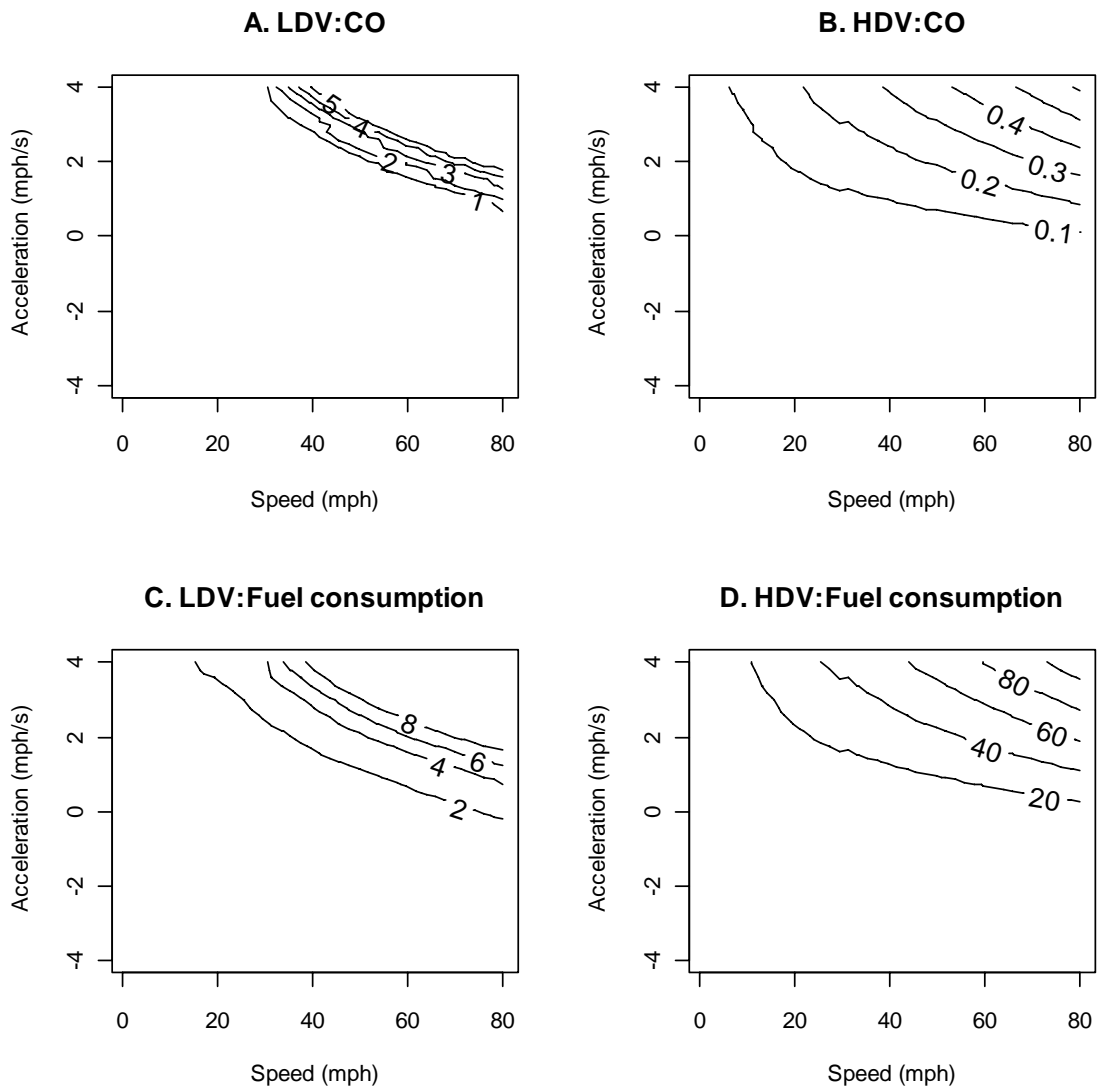 A. LDV:CO
Acceleration (mph/s)
4
2
0
-2
-4
5
4
2
3
1
0 20 40 60 80
Speed (mph)
B. HDV:CO
Acceleration (mph/s)
4
2
0
-2
-4
0.4
0.3
0.2
0.1
0 20 40 60 80
Speed (mph)
C. LDV:Fuel consumption
Acceleration (mph/s)
4
2
0
-2
-4
8
6
4
2
0 20 40 60 80
Speed (mph)
D. HDV:Fuel consumption
Acceleration (mph/s)
4
2
0
-2
-4
80
60
40
20
0 20 40 60 80
Speed (mph)